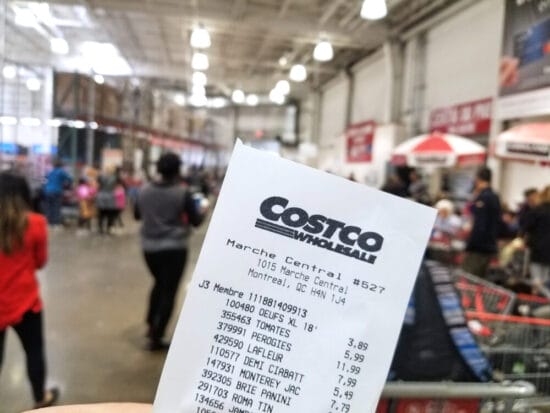 COSTCO
WHOLESALE
Marche Central #527
1015 Marche Central
Montreal, QC H4N 1J4
J3 Membre 111881409913
100480 OEUFS XL 18'
355463 TOMATES 3.89
379991 PEROGIES 5.99
429590 LAFLEUR 11.99
110577 DEMI CIABATT 7.99
147931 MONTEREY JAC 5.49
392305 BRIE PANINI 7.79
291703 ROMA TIN
134656